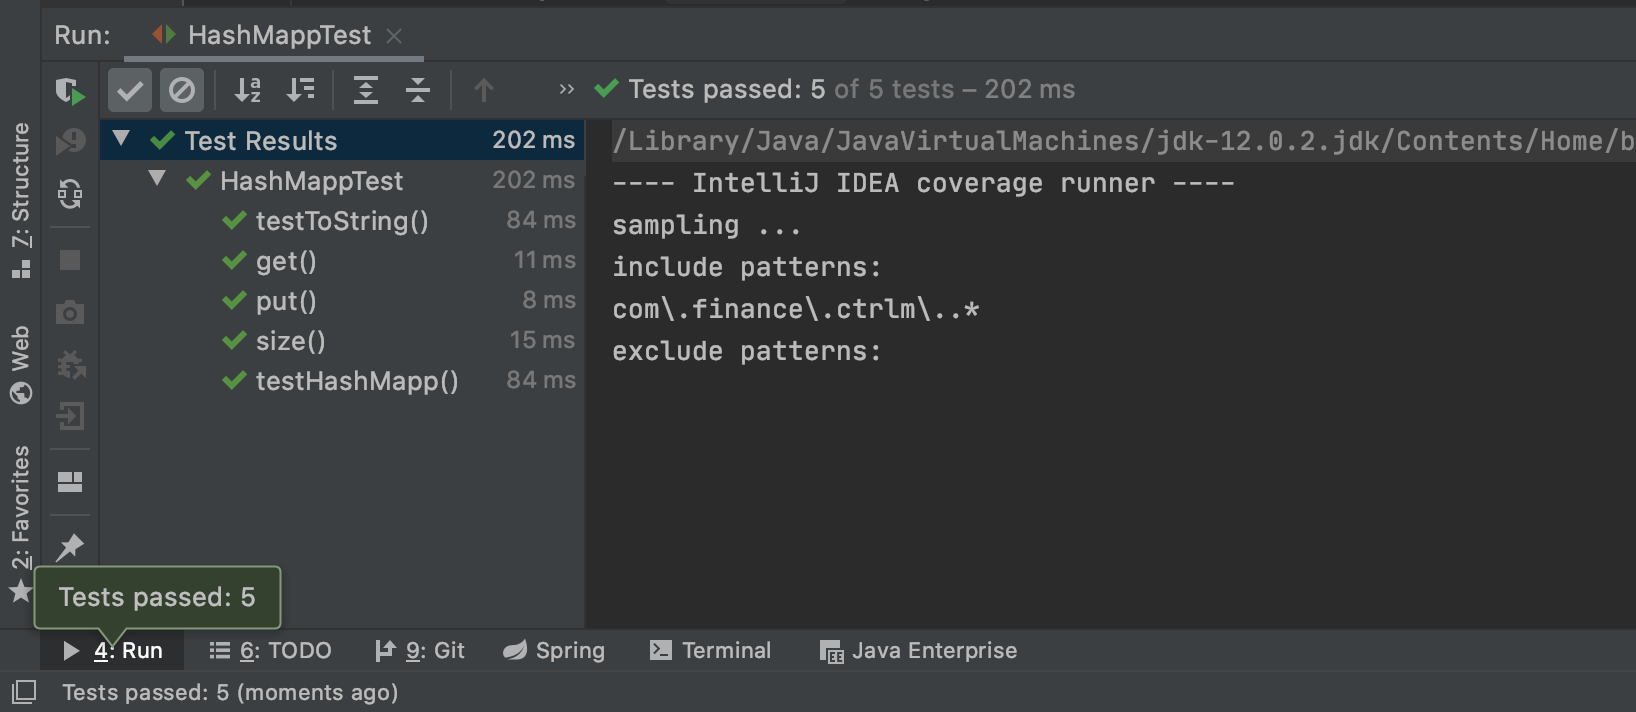 Run: HashMappTest
Tests passed: 5 of 5 tests – 202 ms
Test Results 202 ms
HashMappTest 202 ms
testToString() 84 ms
get() 11 ms
put() 8 ms
size() 15 ms
testHashMapp() 84 ms
/Library/Java/JavaVirtualMachines/jdk-12.0.2.jdk/Contents/Home/b
---- IntelliJ IDEA coverage runner ----
sampling ...
include patterns:
com\.finance\.ctrlm\..*
exclude patterns:
7: Structure
Web
2: Favorites
Tests passed: 5
4: Run 6: TODO 9: Git Spring Terminal Java Enterprise
Tests passed: 5 (moments ago)